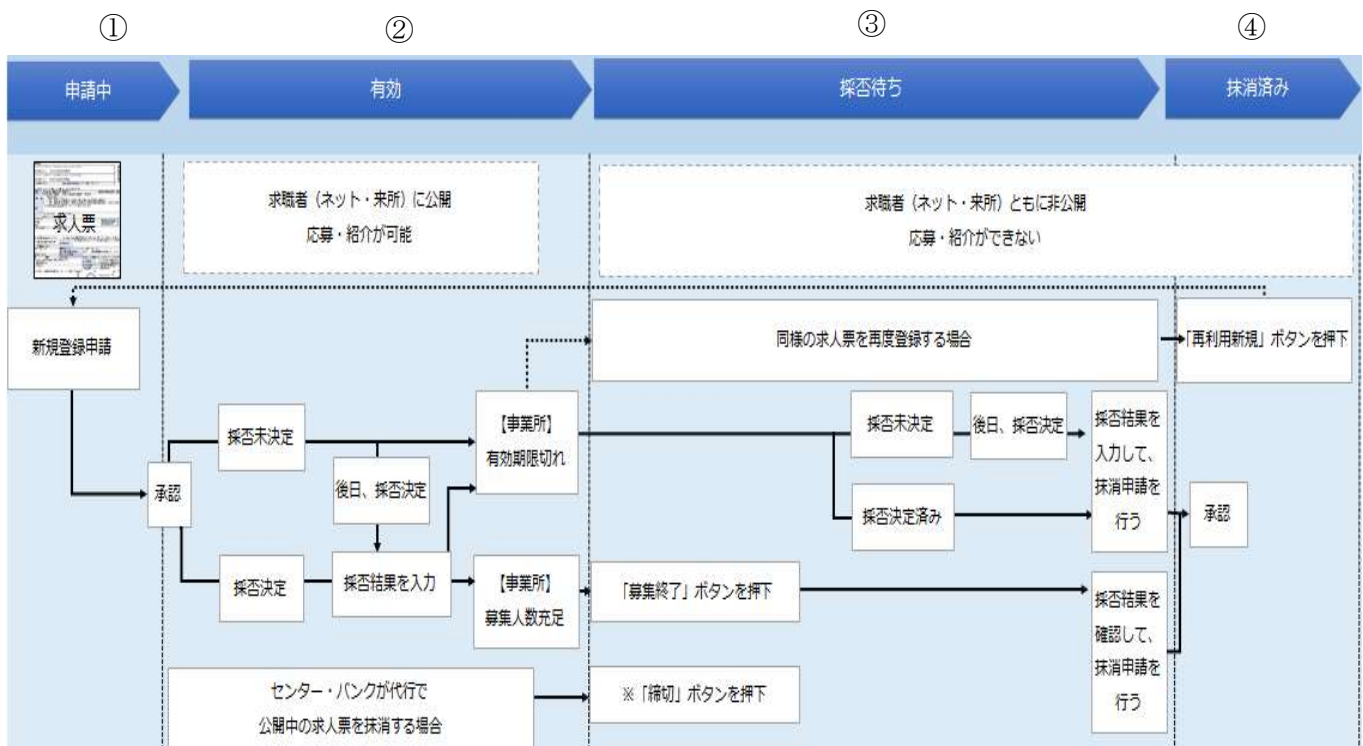 ①
②
③
④
申請中
有効
採否待ち
抹消済み
求人票
求職者（ネット・来所）に公開
応募・紹介が可能
求職者（ネット・来所）ともに非公開
応募・紹介ができない
新規登録申請
同様の求人票を再度登録する場合
「再利用新規」ボタンを押下
承認
採否未決定
後日、採否決定
採否決定
採否結果を入力
【事業所】
有効期限切れ
【事業所】
募集人数充足
採否未決定
後日、採否決定
採否決定済み
採否結果を
入力して、
抹消申請を
行う
承認
「募集終了」ボタンを押下
採否結果を
確認して、
抹消申請を
行う
センター・バンクが代行で
公開中の求人票を抹消する場合
※「締切」ボタンを押下